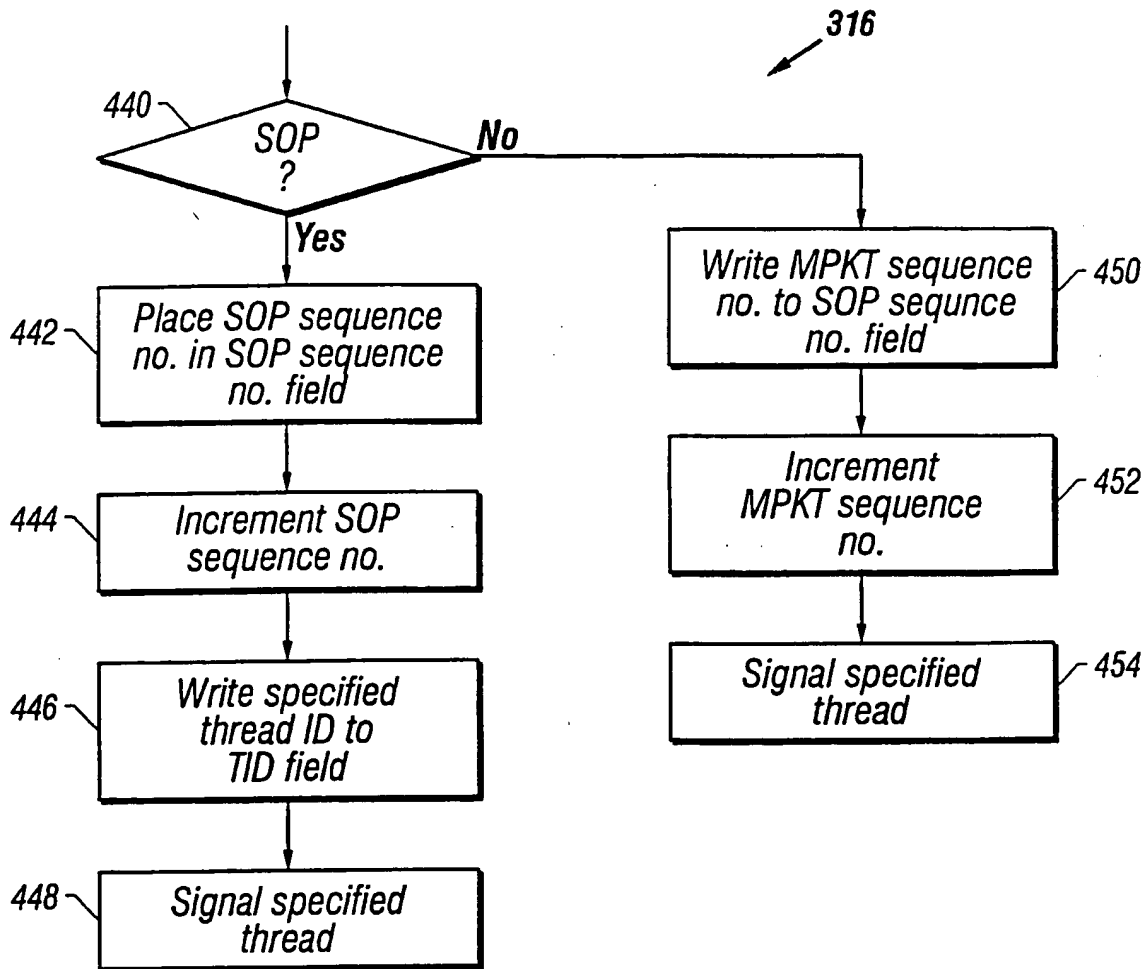 316
440
SOP
?
No
Yes
442
Place SOP sequence
no. in SOP sequence
no. field
444
Increment SOP
sequence no.
446
Write specified
thread ID to
TID field
448
Signal specified
thread
Write MPKT sequence
no. to SOP sequnce
no. field
450
Increment
MPKT sequence
no.
452
Signal specified
thread
454